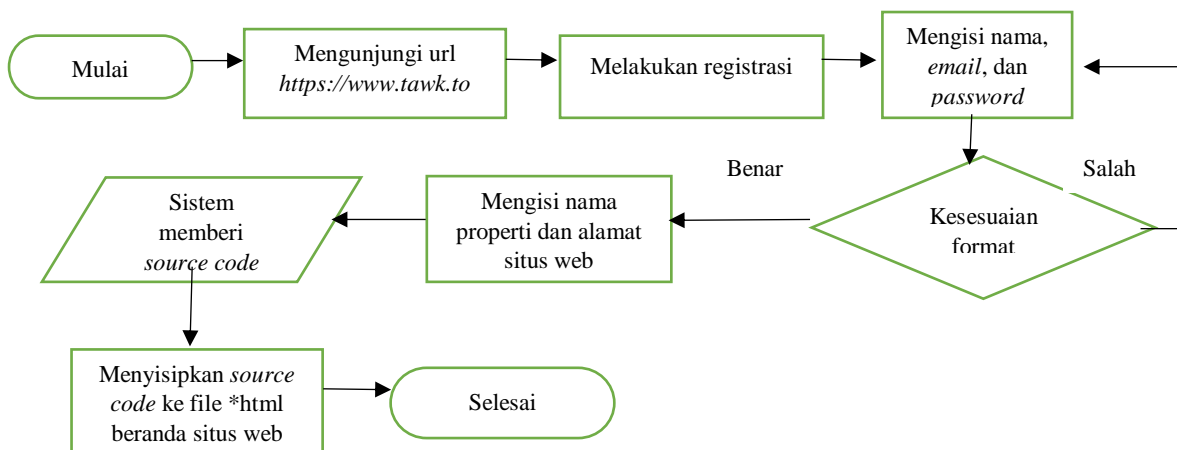 Mulai
Mengunjungi url
https://www.tawk.to
Melakukan registrasi
Mengisi nama,
email, dan
password
Salah
Kesesuaian
format
Benar
Mengisi nama
properti dan alamat
situs web
Sistem
memberi
source code
Menyisipkan source
code ke file *html
beranda situs web
Selesai